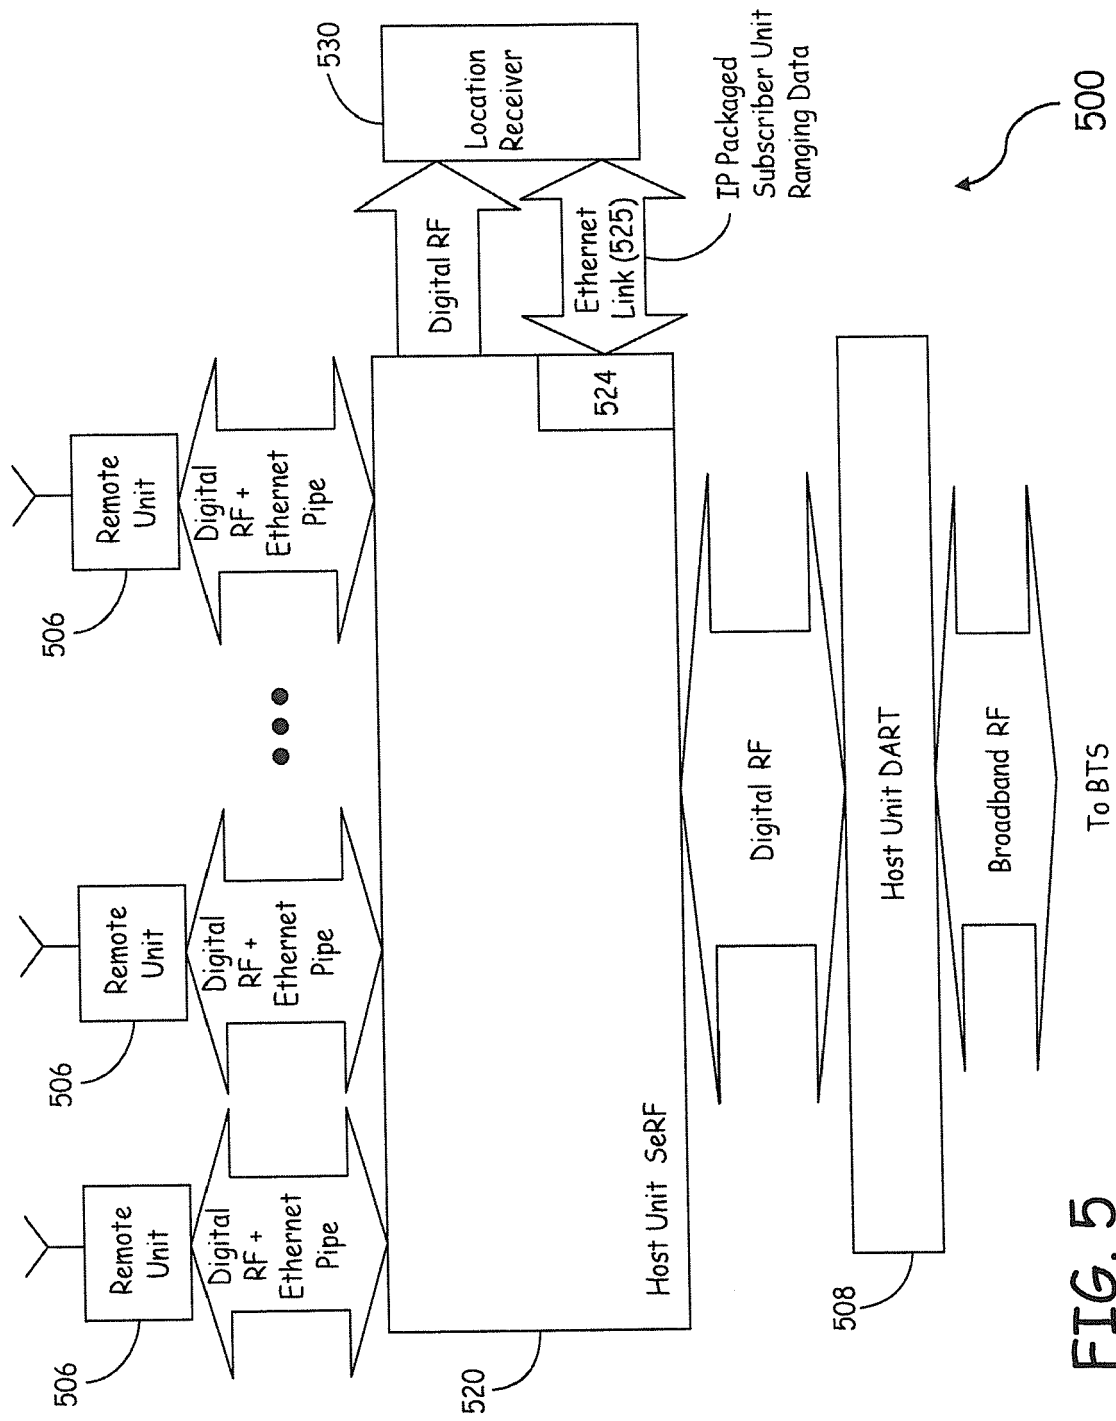 506
506
506
Remote
Unit
Remote
Unit
Remote
Unit
Digital
RF +
Ethernet
Pipe
Digital
RF +
Ethernet
Pipe
Digital
RF +
Ethernet
Pipe
530
Location
Receiver
Digital RF
Ethernet
Link (525)
524
IP Packaged
Subscriber Unit
Ranging Data
520
Host Unit SeRF
Digital RF
508
Host Unit DART
Broadband RF
To BTS
500
FIG. 5